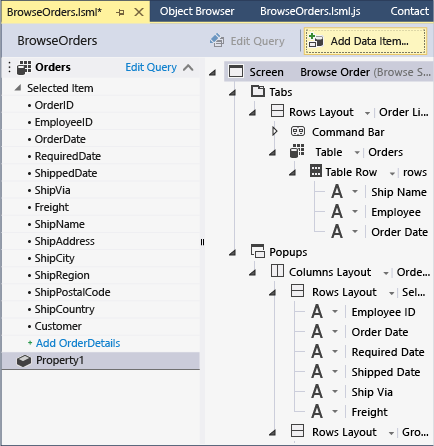 BrowseOrders.lsml* Object Browser BrowseOrders.lsml.js Contact
BrowseOrders Edit Query Add Data Item...
Orders Edit Query
Selected Item
OrderID
EmployeeID
OrderDate
RequiredDate
ShippedDate
ShipVia
Freight
ShipName
ShipAddress
ShipCity
ShipRegion
ShipPostalCode
ShipCountry
Customer
+ Add OrderDetails
Property1
Screen Browse Order (Browse S...
Tabs
Rows Layout Order Li...
Command Bar
Table Orders
Table Row rows
A Ship Name
A Employee
A Order Date
Popups
Columns Layout Orde...
Rows Layout Sel...
A Employee ID
A Order Date
A Required Date
A Shipped Date
A Ship Via
A Freight
Rows Layout Gro...